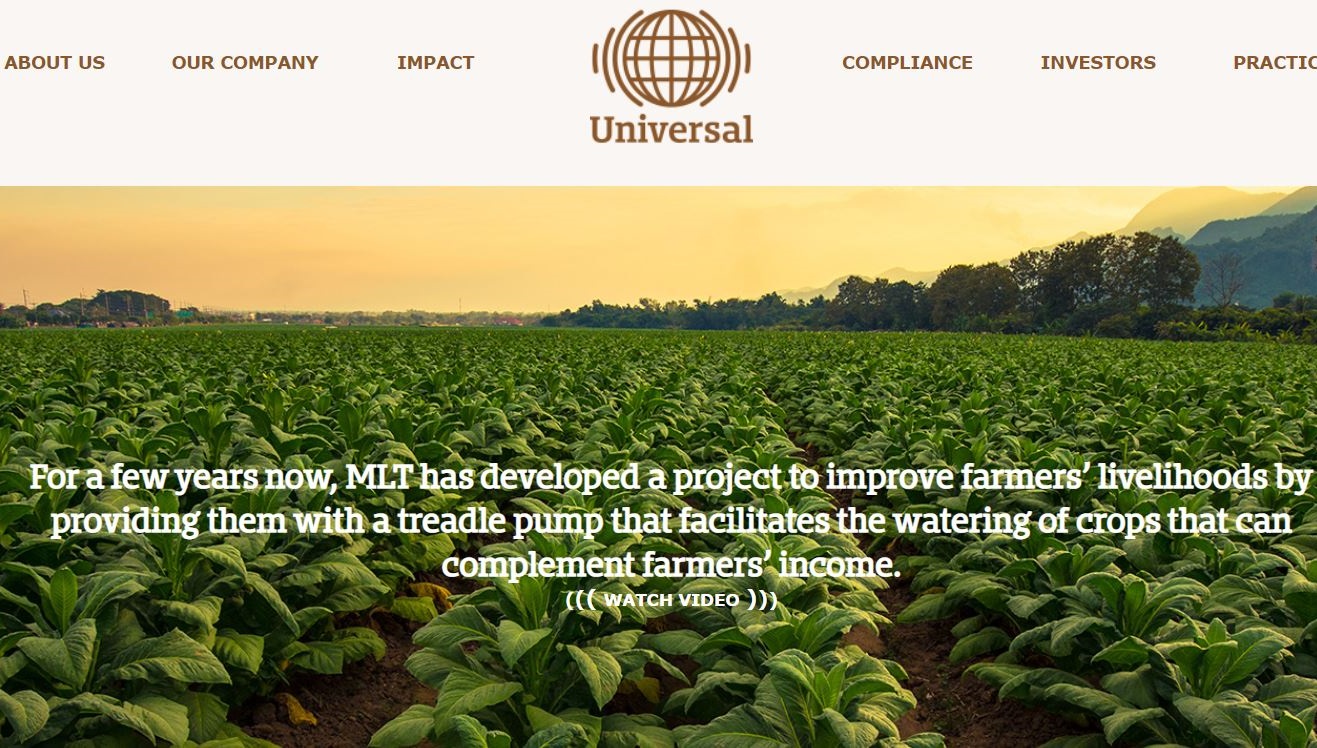 ABOUT US
OUR COMPANY
IMPACT
Universal
COMPLIANCE
INVESTORS
PRACTIC
For a few years now, MLT has developed a project to improve farmers’ livelihoods by
providing them with a treadle pump that facilitates the watering of crops that can
complement farmers’ income.
((( WATCH VIDEO )))